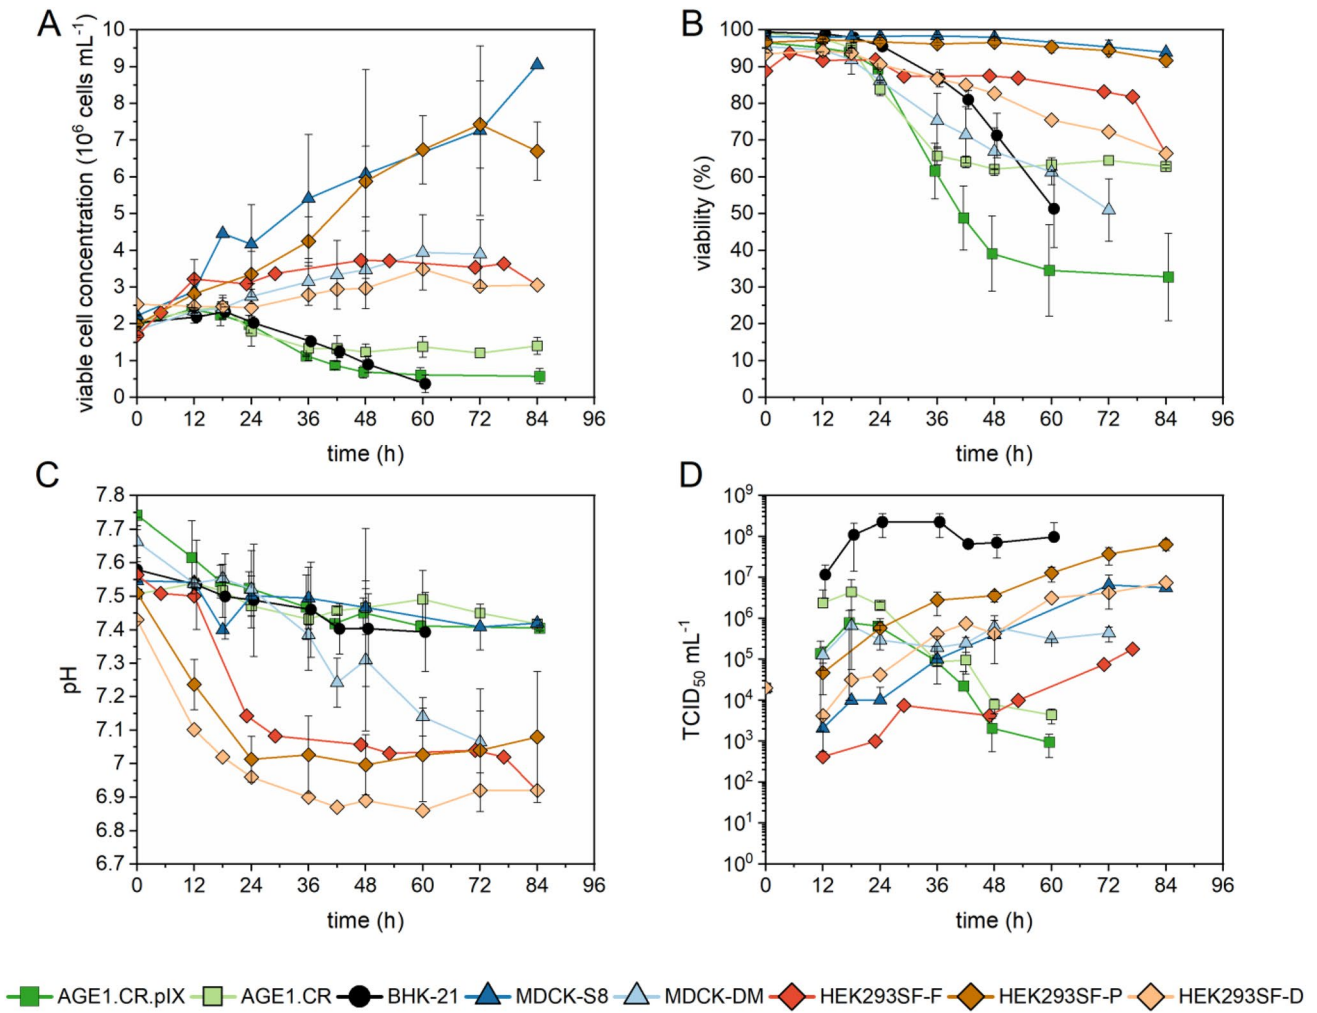 A
viable cell concentration (10⁶ cells mL⁻¹)
10
9
8
7
6
5
4
3
2
1
0
0 12 24 36 48 60 72 84 96
time (h)
B
viability (%)
100
90
80
70
60
50
40
30
20
10
0
0 12 24 36 48 60 72 84 96
time (h)
C
pH
7.8
7.7
7.6
7.5
7.4
7.3
7.2
7.1
7
6.9
6.8
6.7
0 12 24 36 48 60 72 84 96
time (h)
D
TCID₅₀ mL⁻¹
10⁹
10⁸
10⁷
10⁶
10⁵
10⁴
10³
10²
10¹
10⁰
0 12 24 36 48 60 72 84 96
time (h)
AGE1.CR.pIX AGE1.CR BHK-21 MDCK-S8 MDCK-DM HEK293SF-F HEK293SF-P HEK293SF-D